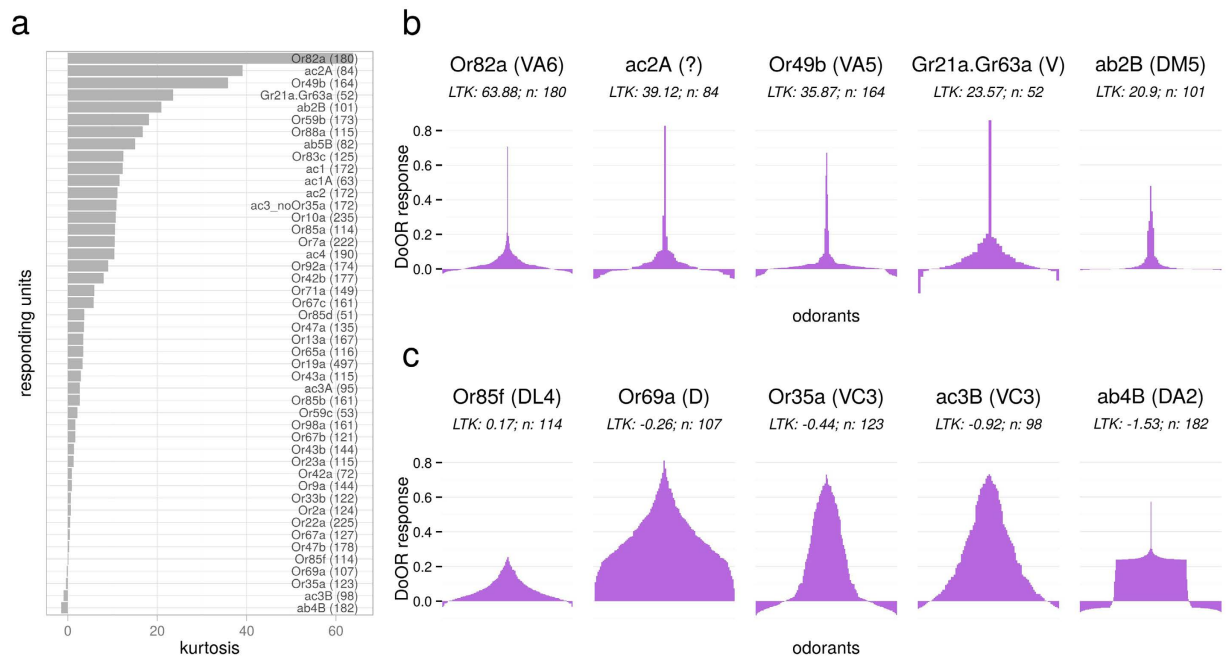 a
responding units
Or82a (180)
ac2A (84)
Or49b (164)
Gr21a.Gr63a (52)
ab2B (101)
Or59b (173)
Or88a (115)
ab5B (82)
Or83c (125)
ac1 (172)
ac1A (63)
ac2 (172)
ac3_noOr35a (172)
Or10a (235)
Or85a (114)
Or7a (222)
ac4 (190)
Or92a (174)
Or42b (177)
Or71a (149)
Or67c (161)
Or85d (51)
Or47a (135)
Or13a (167)
Or65a (116)
Or19a (497)
Or43a (115)
ac3A (95)
Or85b (161)
Or59c (53)
Or98a (161)
Or67b (121)
Or43b (144)
Or23a (115)
Or42a (72)
Or9a (144)
Or33b (122)
Or2a (124)
Or22a (225)
Or67a (127)
Or47b (178)
Or85f (114)
Or69a (107)
Or35a (123)
ac3B (98)
ab4B (182)
0 20 40 60
kurtosis
b
Or82a (VA6) ac2A (?) Or49b (VA5) Gr21a.Gr63a (V) ab2B (DM5)
LTK: 63.88; n: 180 LTK: 39.12; n: 84 LTK: 35.87; n: 164 LTK: 23.57; n: 52 LTK: 20.9; n: 101
DoOR response
0.8
0.6
0.4
0.2
0.0
odorants
c
Or85f (DL4) Or69a (D) Or35a (VC3) ac3B (VC3) ab4B (DA2)
LTK: 0.17; n: 114 LTK: -0.26; n: 107 LTK: -0.44; n: 123 LTK: -0.92; n: 98 LTK: -1.53; n: 182
DoOR response
0.8
0.6
0.4
0.2
0.0
odorants